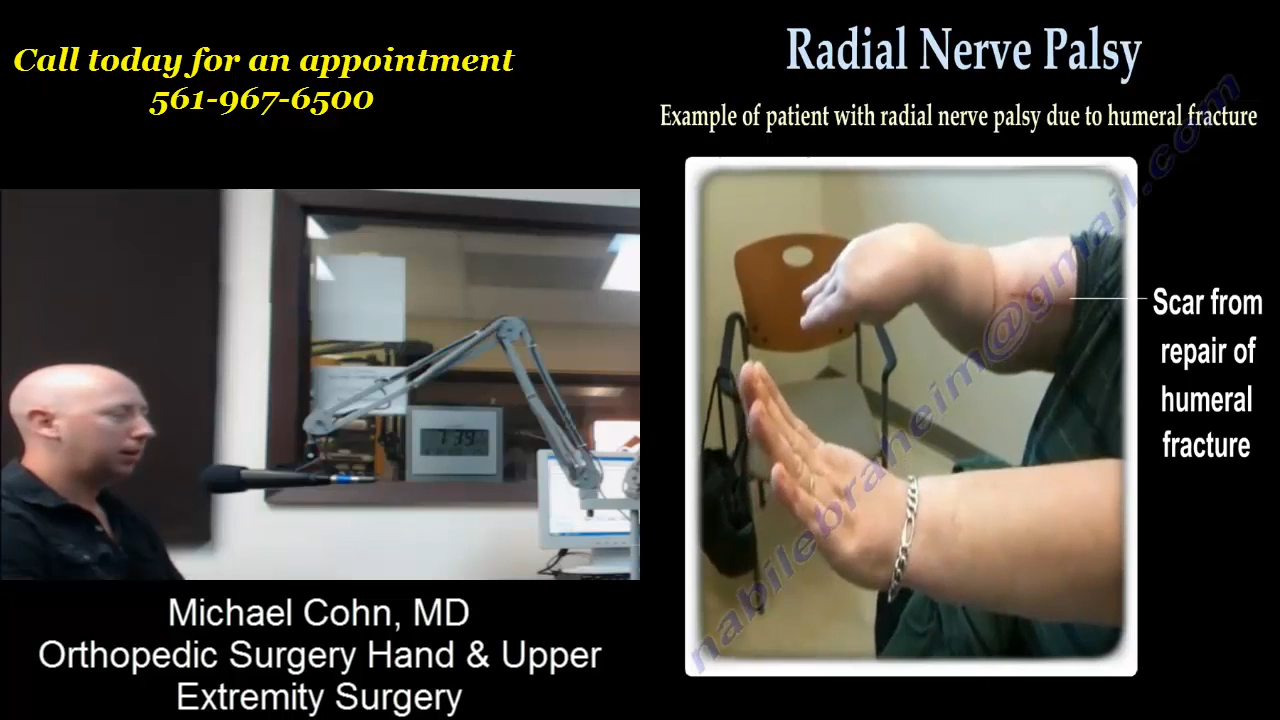 Call today for an appointment
561-967-6500
Radial Nerve Palsy
Example of patient with radial nerve palsy due to humeral fracture
7:39
Scar from
repair of
humeral
fracture
nabilebraheim@gmail.com
Michael Cohn, MD
Orthopedic Surgery Hand & Upper
Extremity Surgery